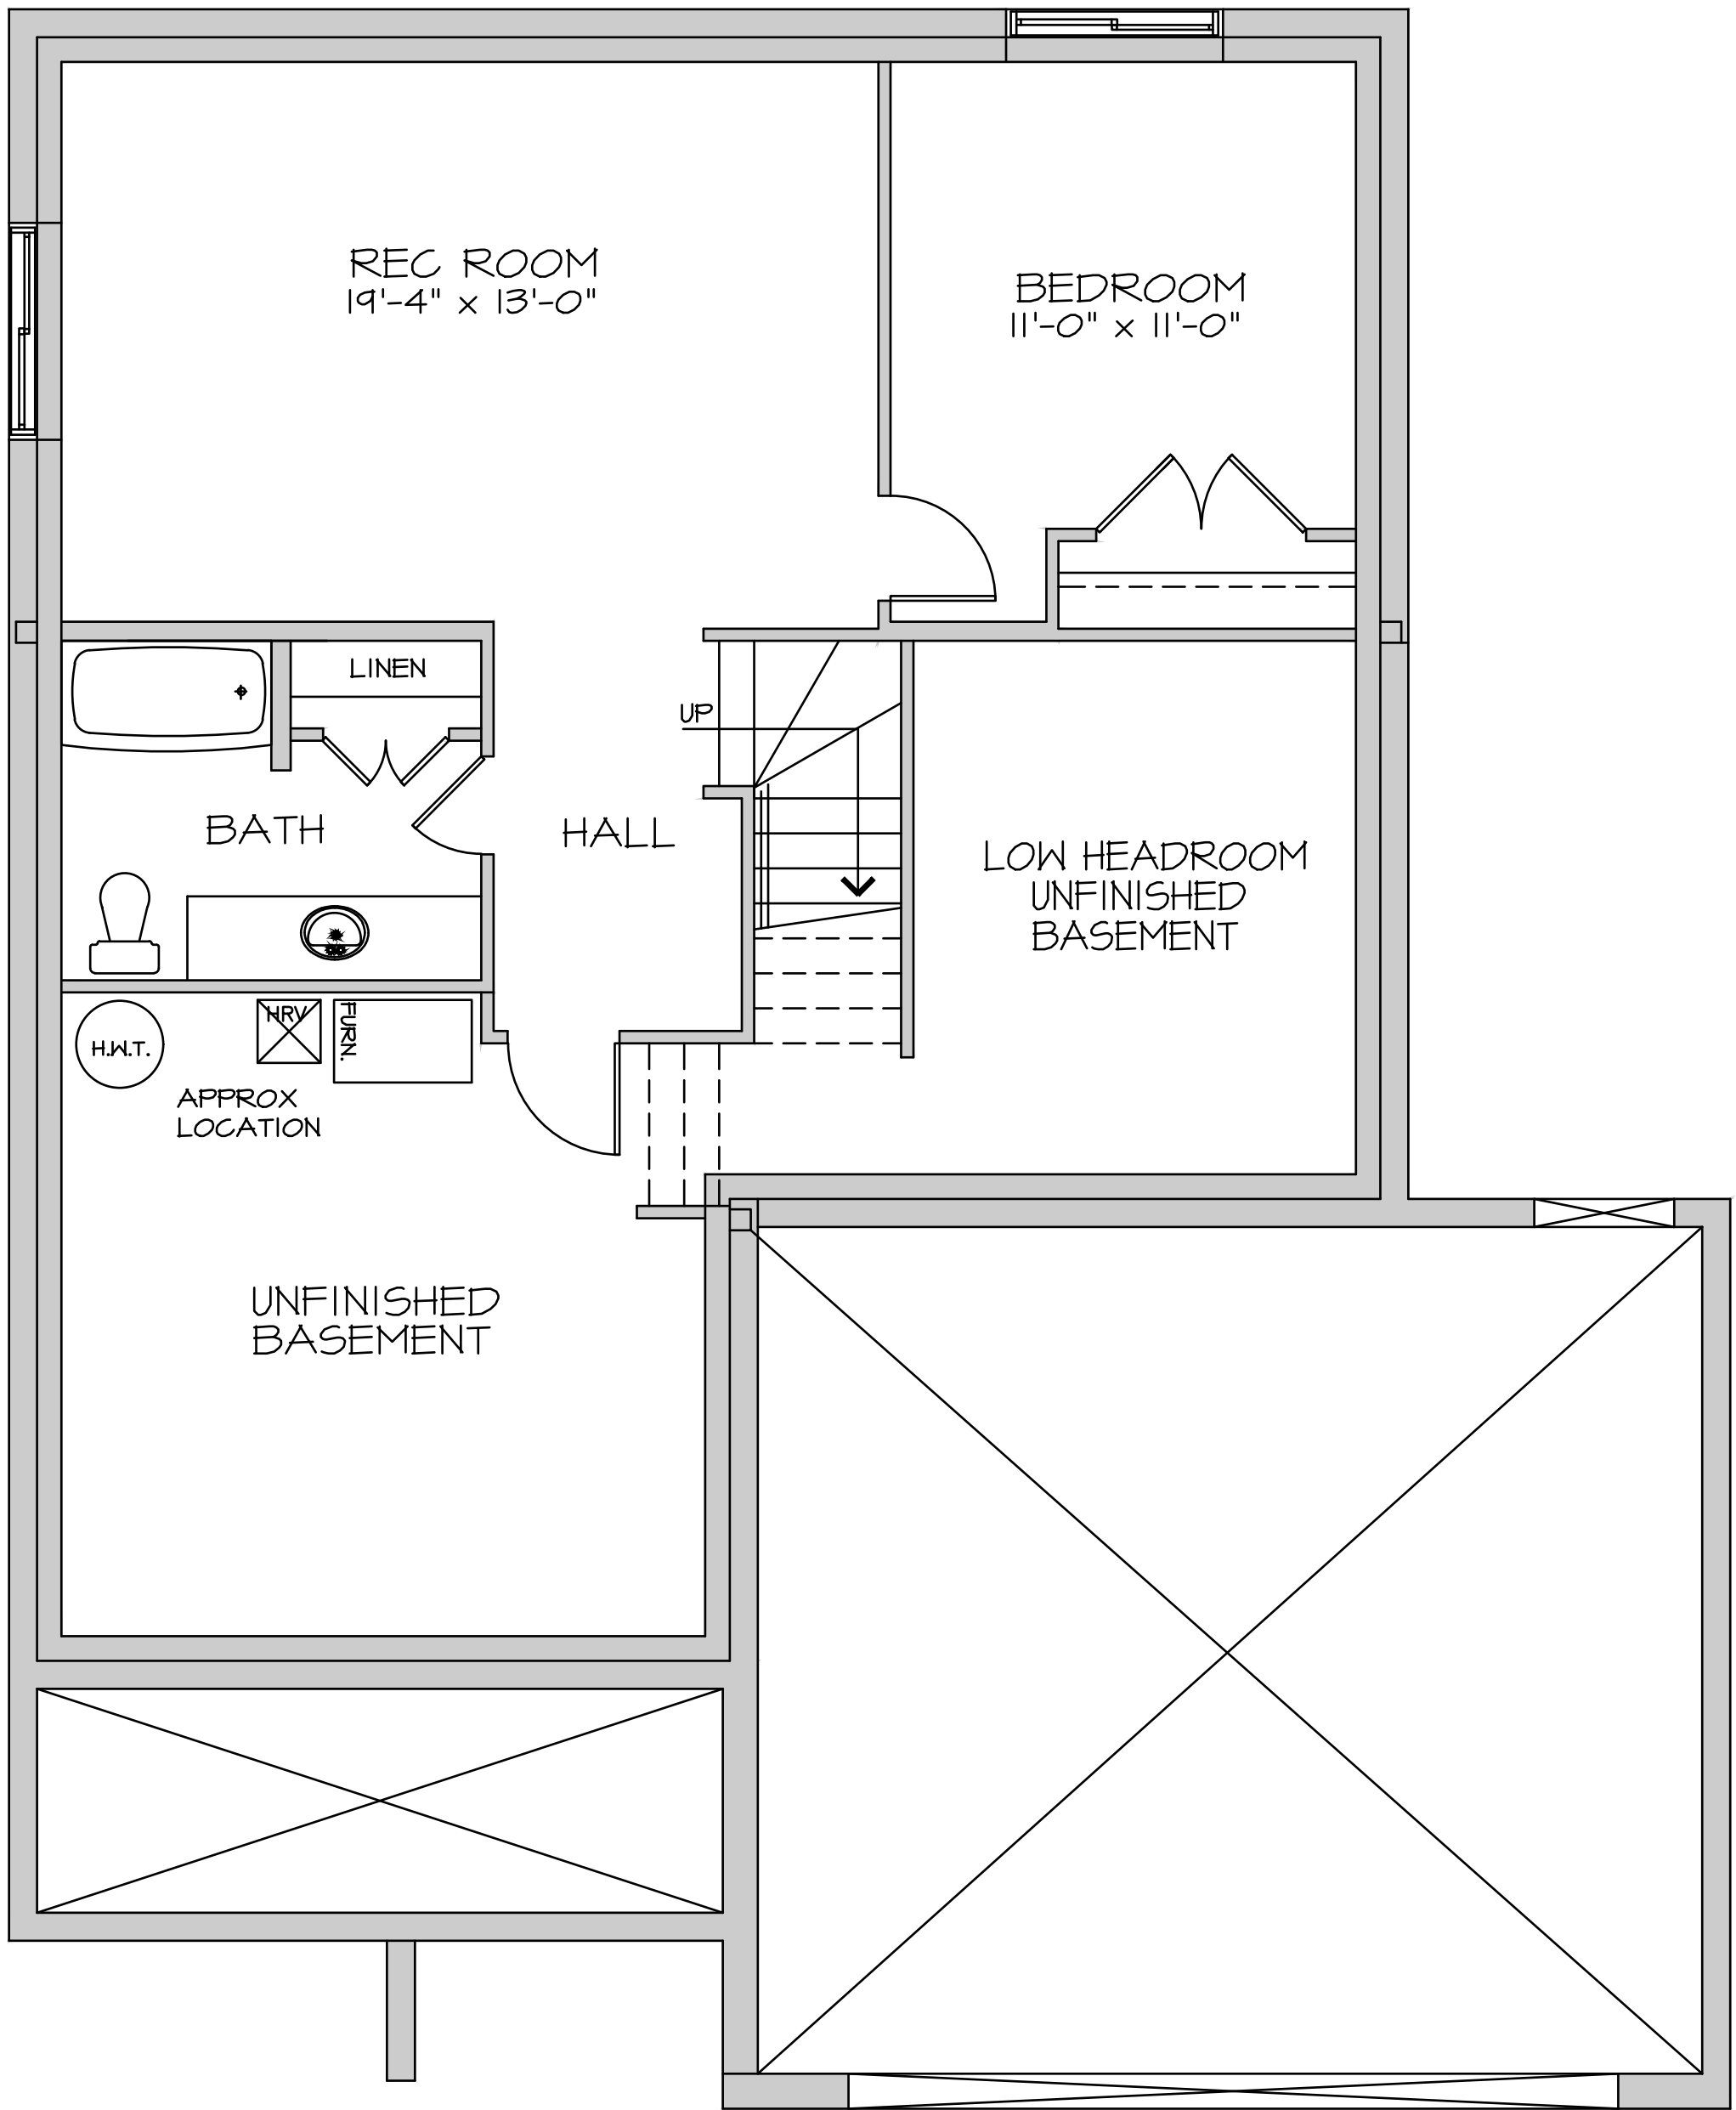 REC ROOM
19'-4" x 13'-0"
BEDROOM
11'-0" x 11'-0"
LINEN
UP
BATH
HALL
LOW HEADROOM
UNFINISHED
BASEMENT
HRV
FURN.
H.W.T.
APPROX
LOCATION
UNFINISHED
BASEMENT